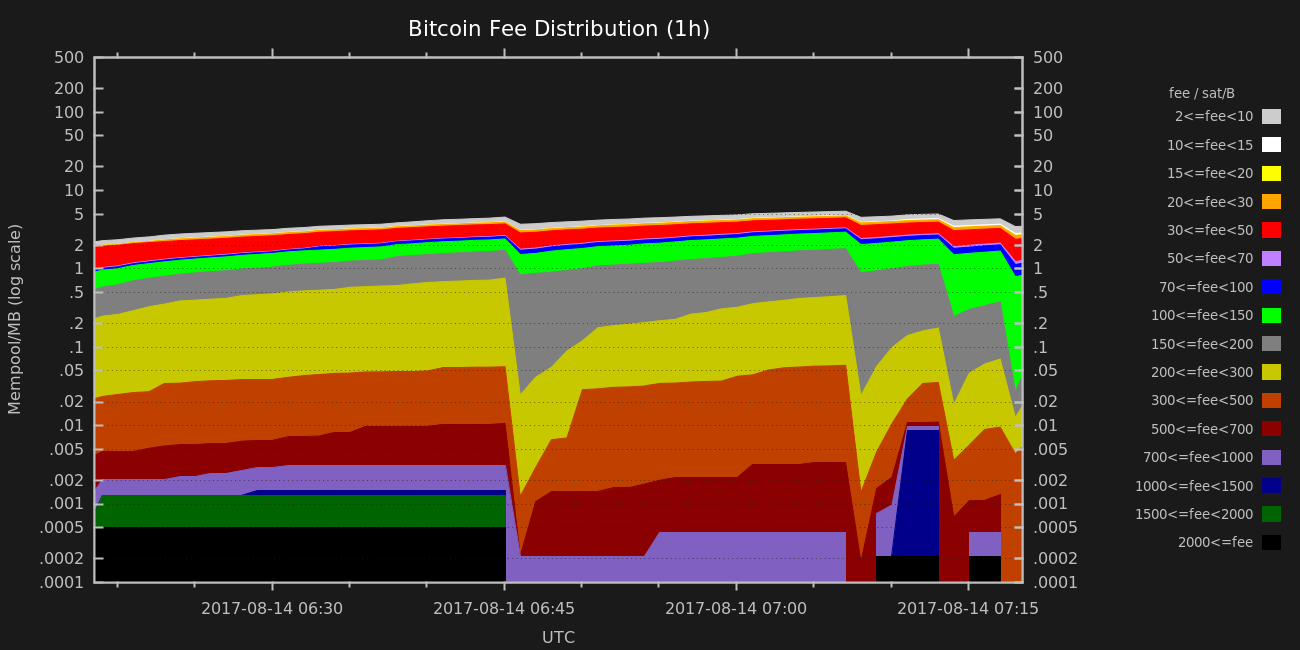 Bitcoin Fee Distribution (1h)
Mempool/MB (log scale)
500
200
100
50
20
10
5
2
1
.5
.2
.1
.05
.02
.01
.005
.002
.001
.0005
.0002
.0001
500
200
100
50
20
10
5
2
1
.5
.2
.1
.05
.02
.01
.005
.002
.001
.0005
.0002
.0001
2017-08-14 06:30
2017-08-14 06:45
2017-08-14 07:00
2017-08-14 07:15
UTC
fee / sat/B
2<=fee<10
10<=fee<15
15<=fee<20
20<=fee<30
30<=fee<50
50<=fee<70
70<=fee<100
100<=fee<150
150<=fee<200
200<=fee<300
300<=fee<500
500<=fee<700
700<=fee<1000
1000<=fee<1500
1500<=fee<2000
2000<=fee